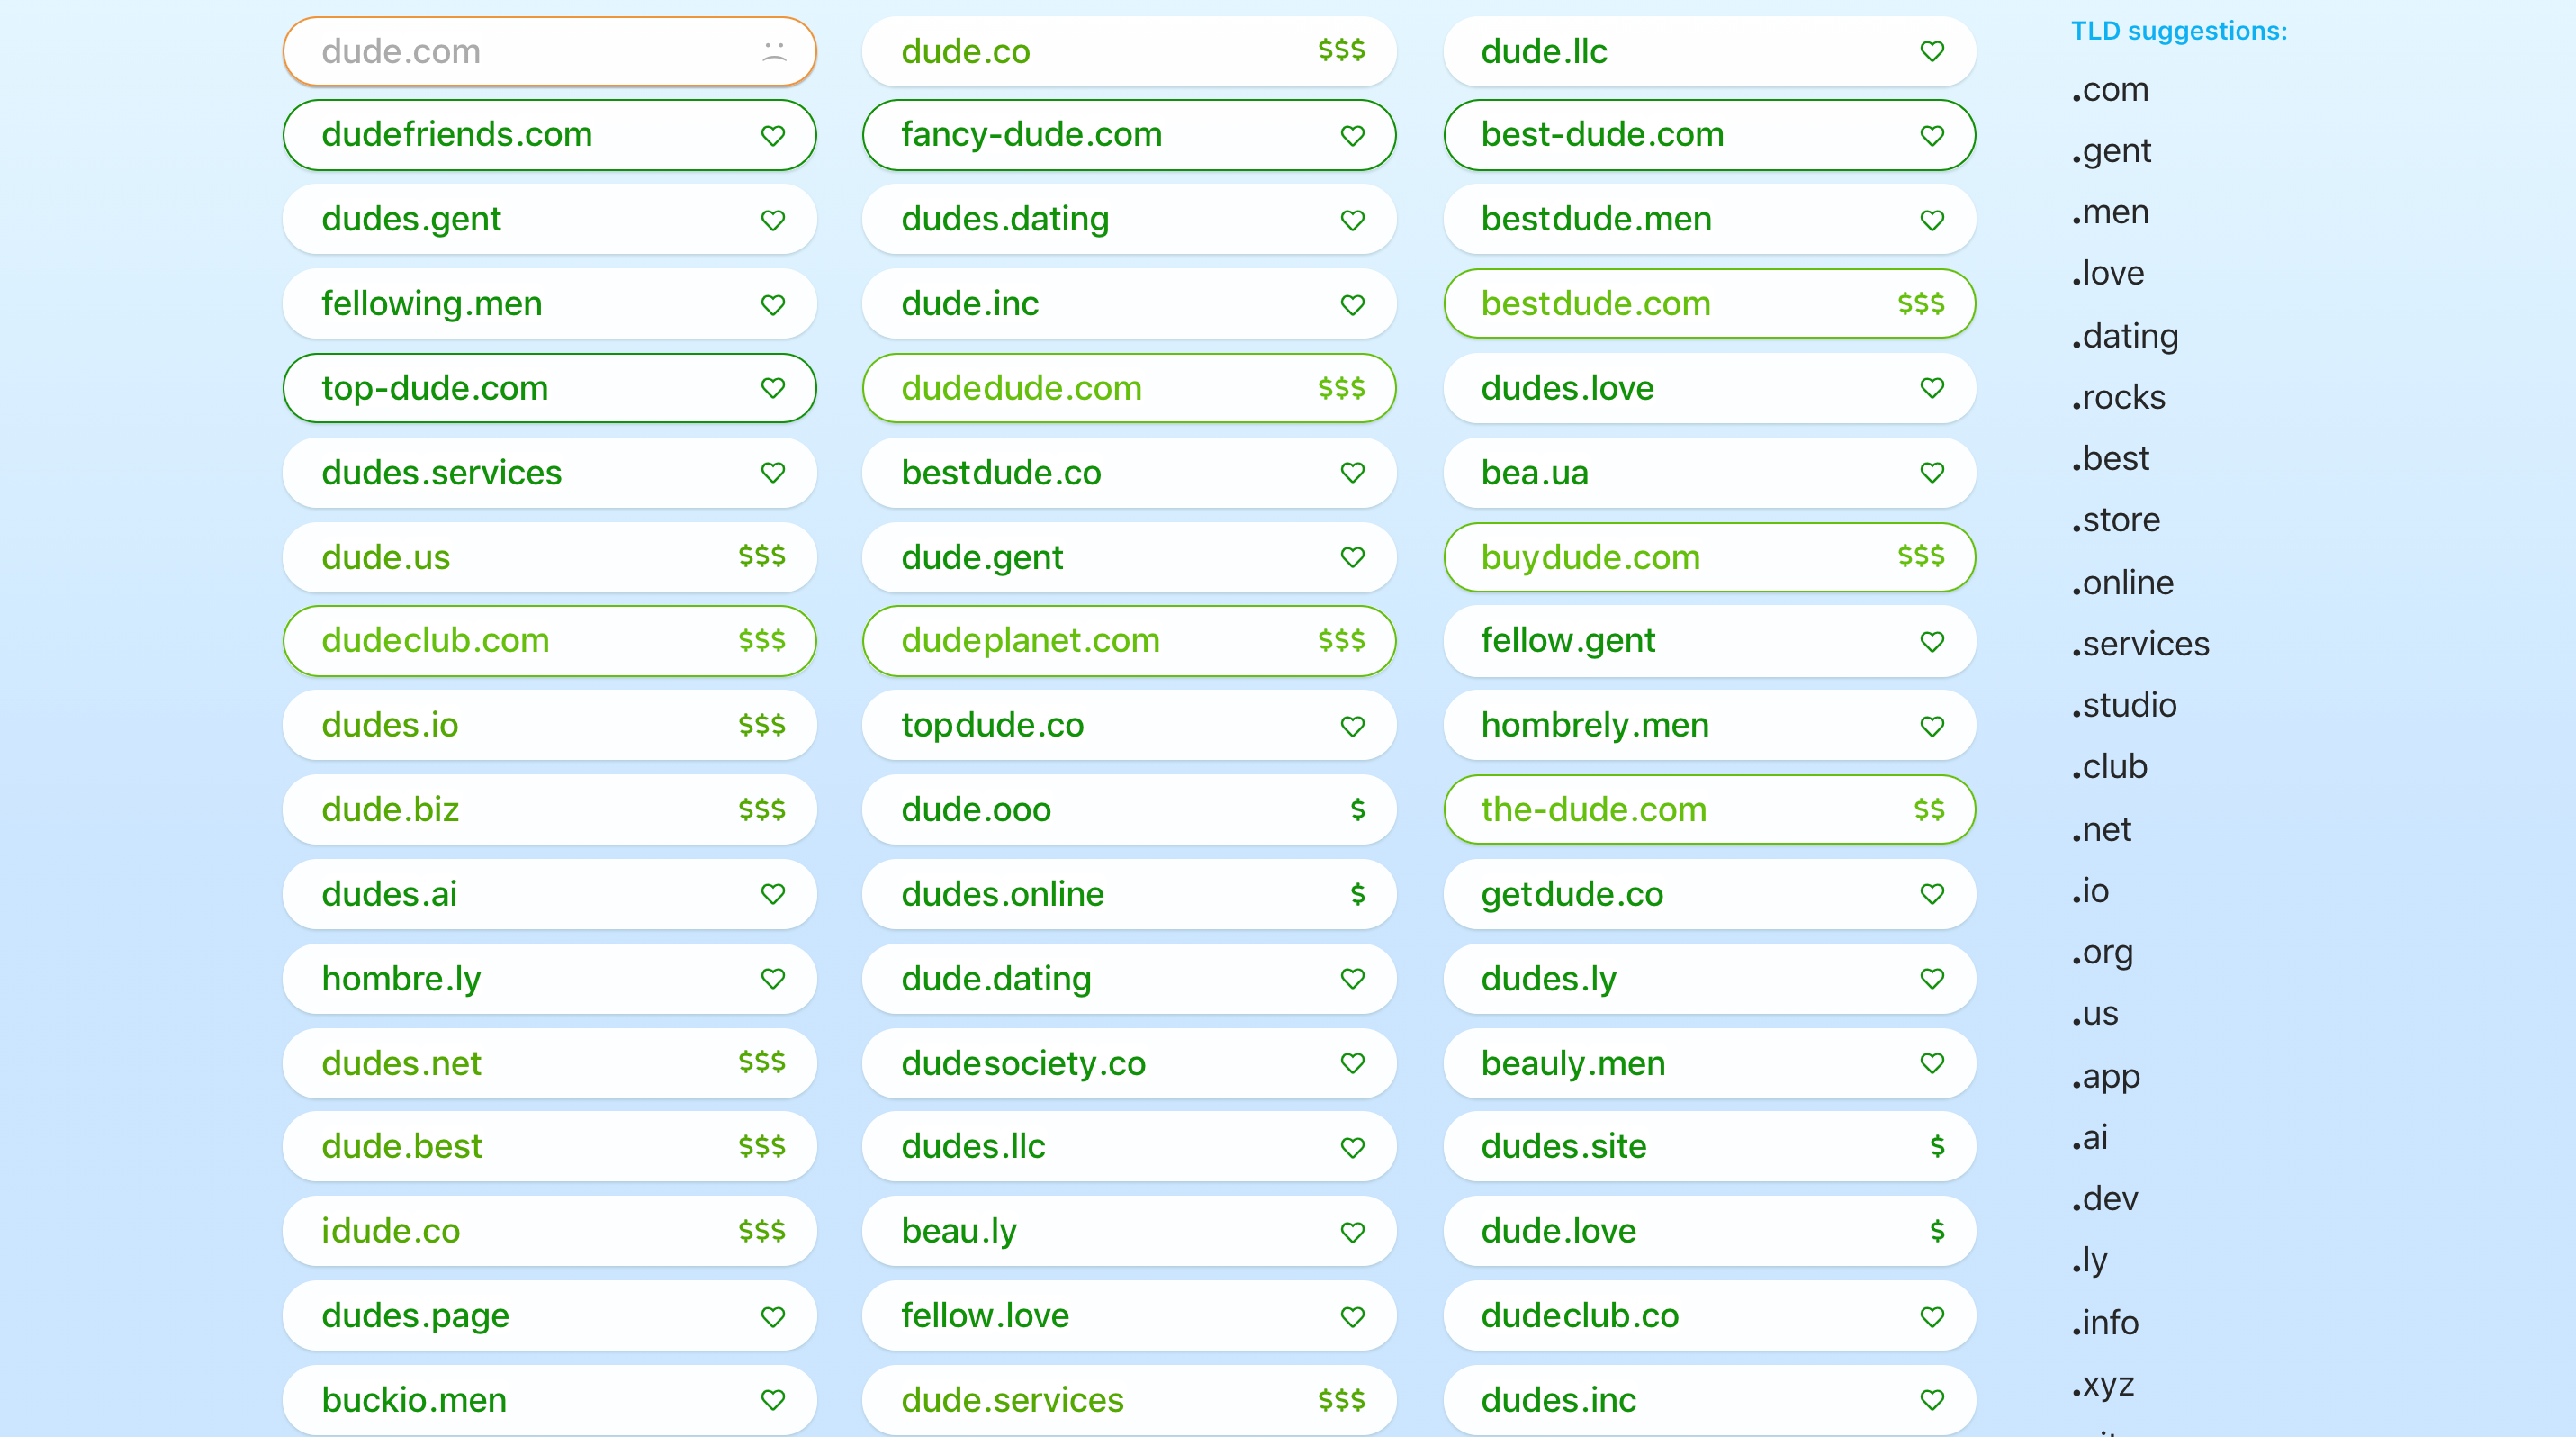 dude.com
dude.co $$$
dude.llc
dudefriends.com
fancy-dude.com
best-dude.com
dudes.gent
dudes.dating
bestdude.men
fellowing.men
dude.inc
bestdude.com $$$
top-dude.com
dudedude.com $$$
dudes.love
dudes.services
bestdude.co
bea.ua
dude.us $$$
dude.gent
buydude.com $$$
dudeclub.com $$$
dudeplanet.com $$$
fellow.gent
dudes.io $$$
topdude.co
hombrely.men
dude.biz $$$
dude.ooo $
the-dude.com $$
dudes.ai
dudes.online $
getdude.co
hombre.ly
dude.dating
dudes.ly
dudes.net $$$
dudesociety.co
beauly.men
dude.best $$$
dudes.llc
dudes.site $
idude.co $$$
beau.ly
dude.love $
dudes.page
fellow.love
dudeclub.co
buckio.men
dude.services $$$
dudes.inc
TLD suggestions:
.com
.gent
.men
.love
.dating
.rocks
.best
.store
.online
.services
.studio
.club
.net
.io
.org
.us
.app
.ai
.dev
.ly
.info
.xyz